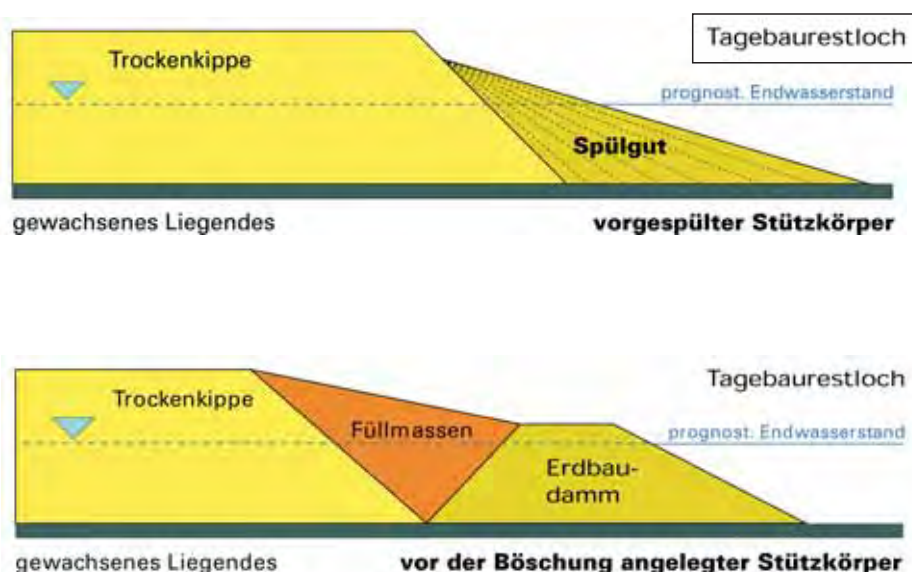 Tagebaurestloch
Trockenkippe
prognost. Endwasserstand
Spülgut
gewachsenes Liegendes
vorgespülter Stützkörper
Tagebaurestloch
Trockenkippe
Füllmassen
prognost. Endwasserstand
Erdbau-
damm
gewachsenes Liegendes
vor der Böschung angelegter Stützkörper